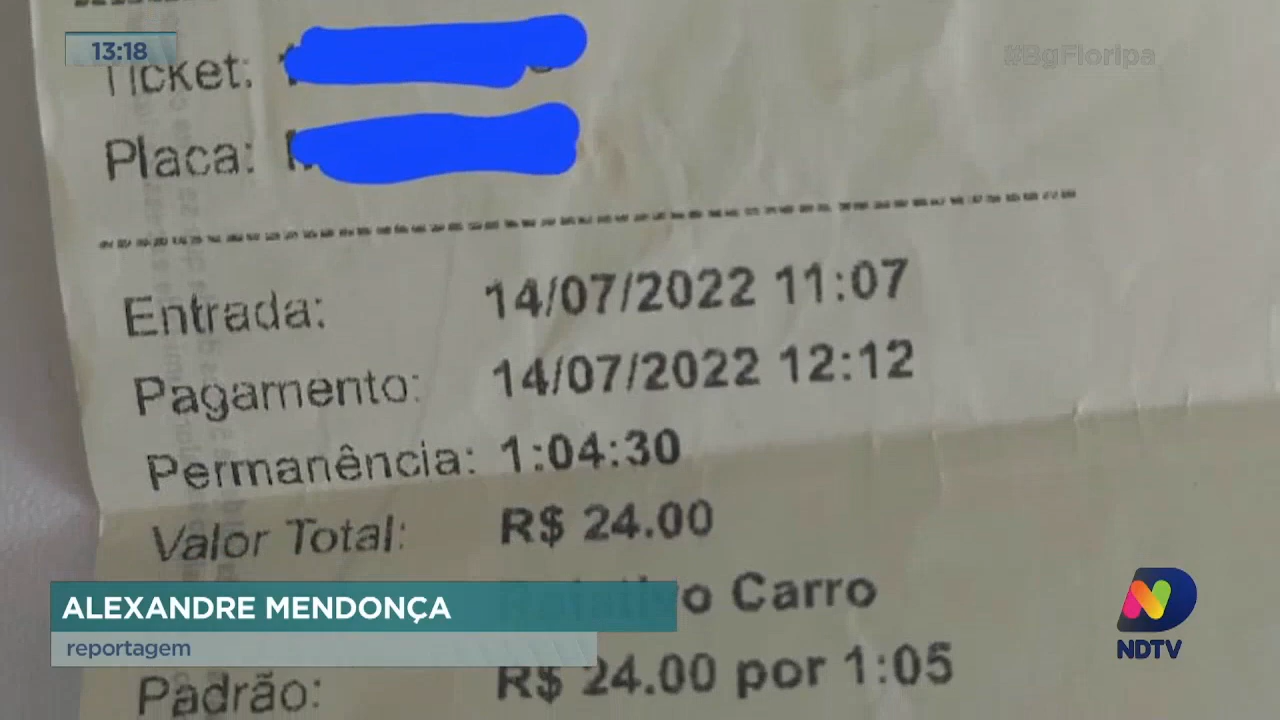 13:18
#BgFloripa
Ticket:
Placa:
Entrada: 14/07/2022 11:07
Pagamento: 14/07/2022 12:12
Permanência: 1:04:30
Valor Total: R$ 24.00
Rotativo Carro
ALEXANDRE MENDONÇA
reportagem
Padrão: R$ 24.00 por 1:05
NDTV